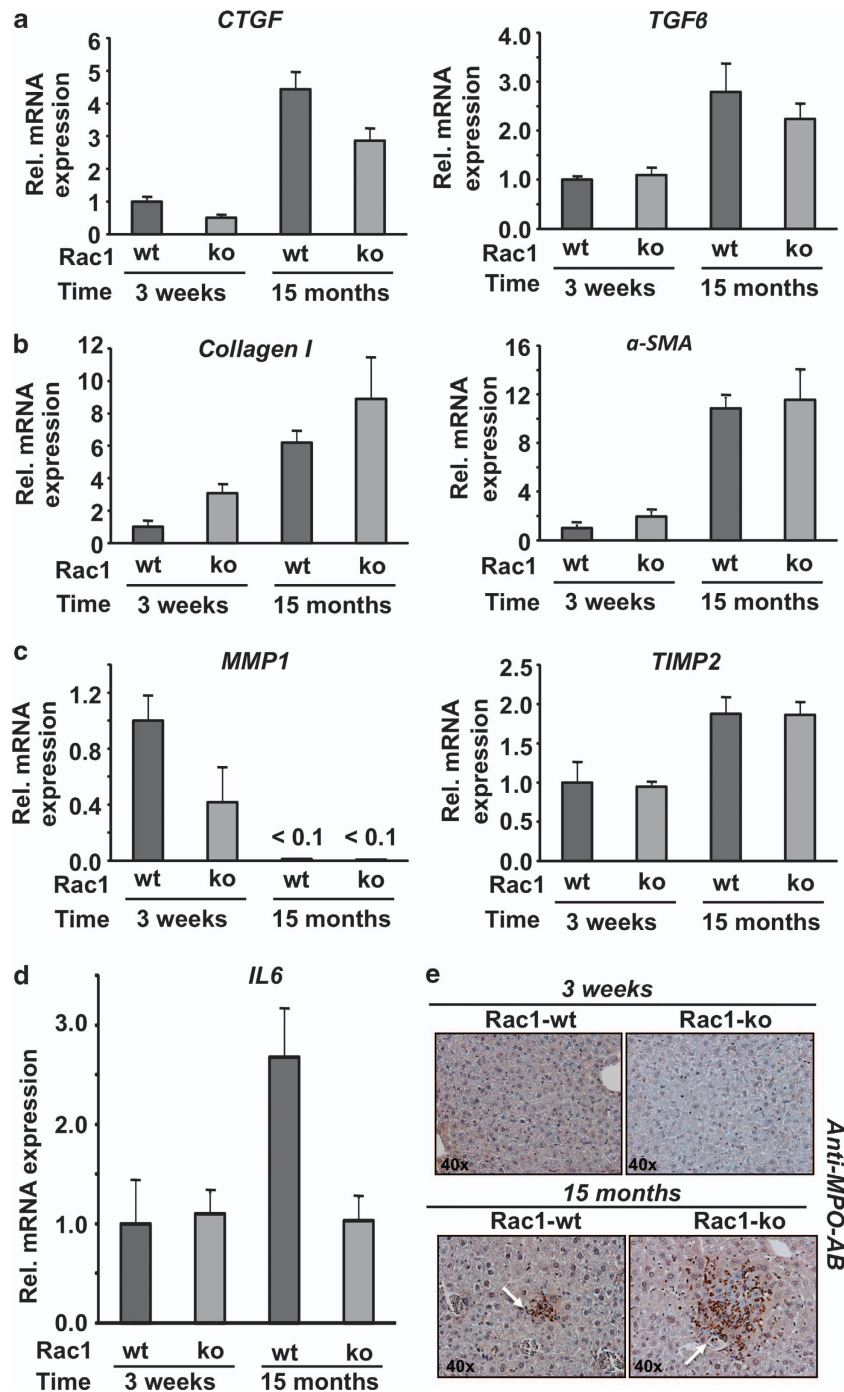 a
CTGF
Rel. mRNA
expression
6
5
4
3
2
1
0
Rac1 wt ko wt ko
Time 3 weeks 15 months
TGFβ
Rel. mRNA
expression
4.0
3.0
2.0
1.0
0.0
Rac1 wt ko wt ko
Time 3 weeks 15 months
b
Collagen I
Rel. mRNA
expression
12
10
8
6
4
2
0
Rac1 wt ko wt ko
Time 3 weeks 15 months
α-SMA
Rel. mRNA
expression
16
12
8
4
0
Rac1 wt ko wt ko
Time 3 weeks 15 months
c
MMP1
Rel. mRNA
expression
1.2
0.8
0.4
0.0
< 0.1 < 0.1
Rac1 wt ko wt ko
Time 3 weeks 15 months
TIMP2
Rel. mRNA
expression
2.5
2.0
1.5
1.0
0.5
0.0
Rac1 wt ko wt ko
Time 3 weeks 15 months
d
IL6
Rel. mRNA expression
3.0
2.0
1.0
0.0
Rac1 wt ko wt ko
Time 3 weeks 15 months
e
3 weeks
Rac1-wt Rac1-ko
40x 40x
15 months
Rac1-wt Rac1-ko
40x 40x
Anti-MPO-AB